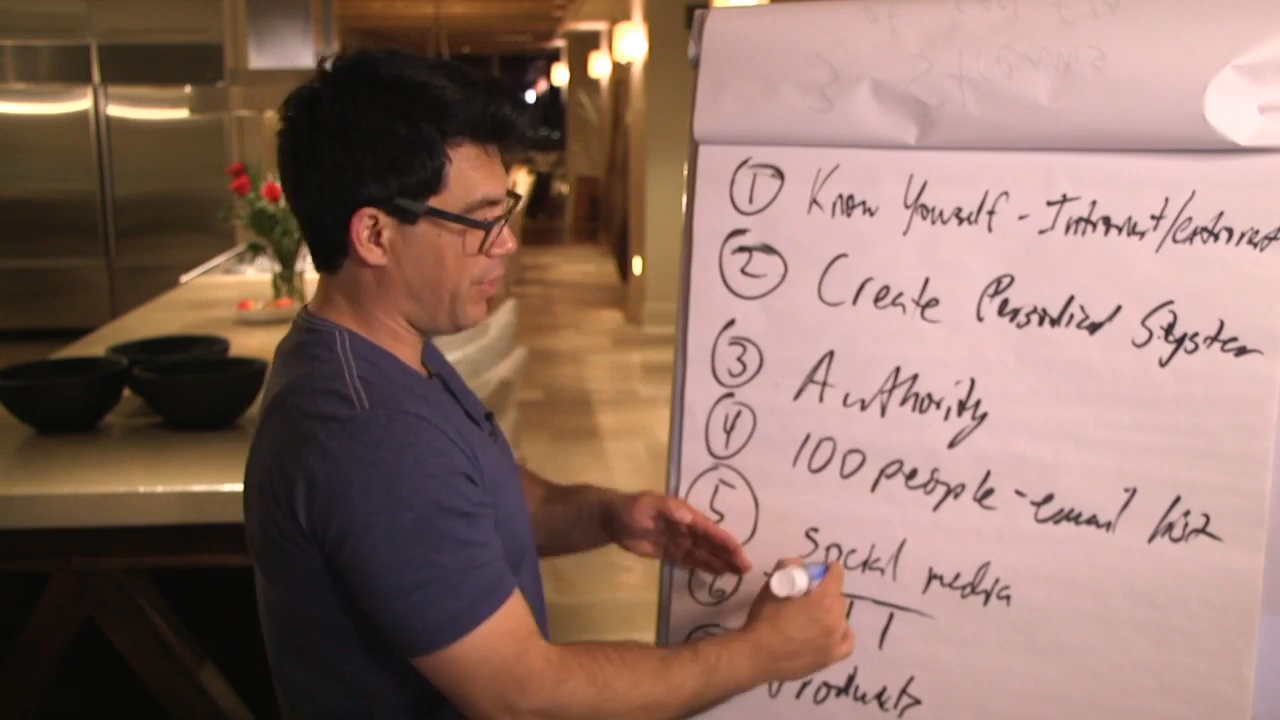 1 Know Yourself - Introvert/extrovert
2 Create Personalized System
3 Authority
4 100 people - email list
5 Social media
6
Products